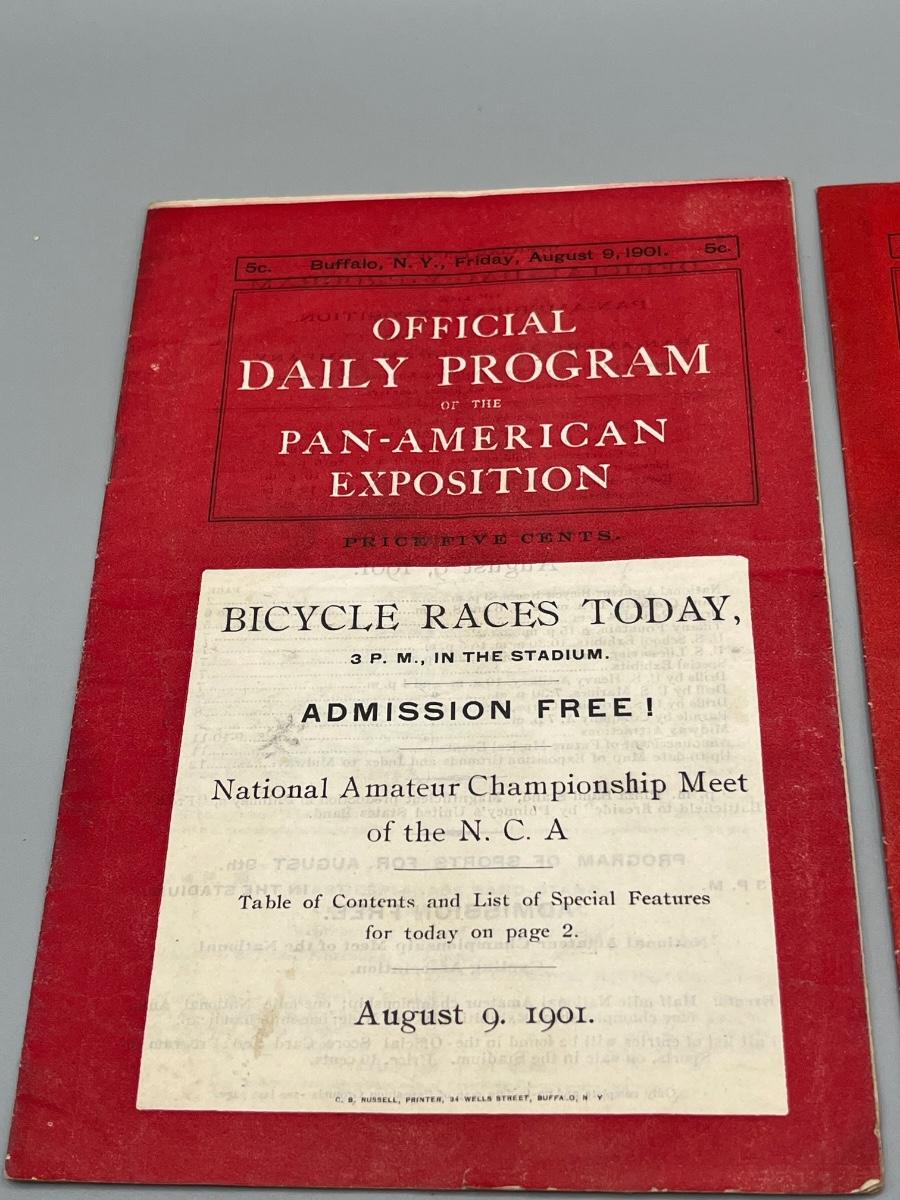 5c. Buffalo, N. Y., Friday, August 9, 1901. 5c.
OFFICIAL
DAILY PROGRAM
OF THE
PAN-AMERICAN
EXPOSITION
PRICE FIVE CENTS.
BICYCLE RACES TODAY,
3 P. M., IN THE STADIUM.
ADMISSION FREE!
National Amateur Championship Meet
of the N. C. A
Table of Contents and List of Special Features
for today on page 2.
August 9. 1901.
C. B. RUSSELL, PRINTER, 34 WELLS STREET, BUFFALO, N Y